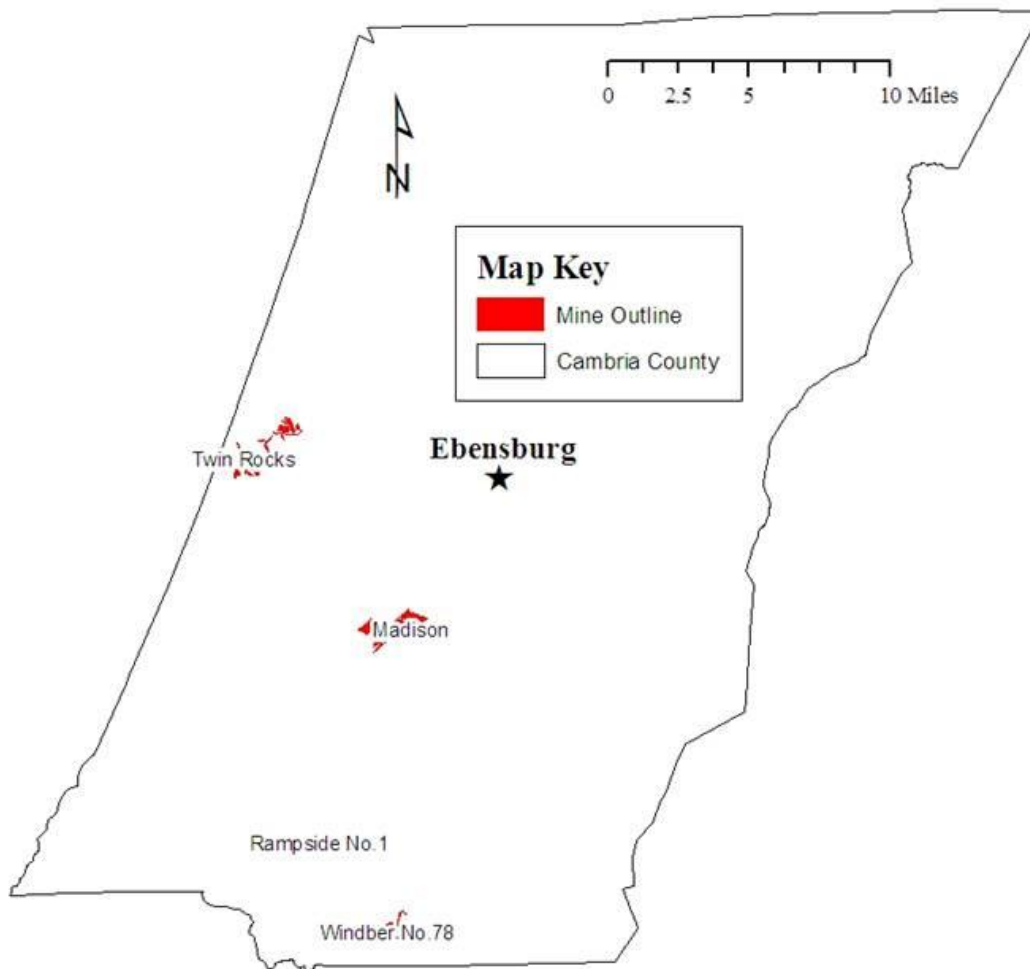 0 2.5 5 10 Miles
N
Map Key
Mine Outline
Cambria County
Ebensburg
Twin Rocks
Madison
Rampside No.1
Windber No.78